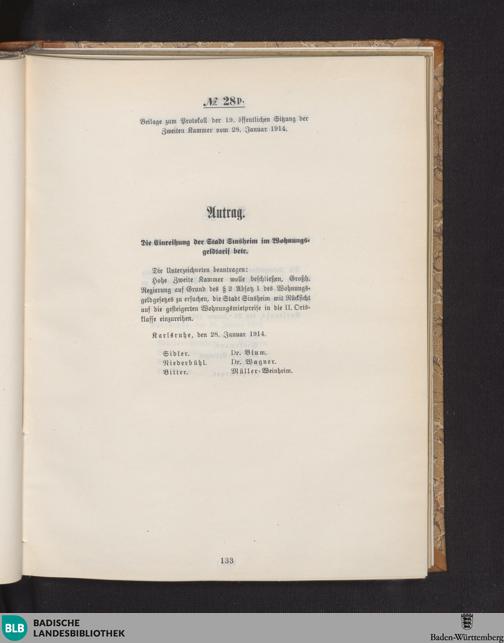 № 28p.
Beilage zum Protokoll der 19. öffentlichen Sitzung der
Zweiten Kammer vom 28. Januar 1914.
Antrag.
Die Einreihung der Stadt Sinsheim im Wohnungs-
geldtarif betr.
Die Unterzeichneten beantragen:
Hohe Zweite Kammer wolle beschließen, Großh.
Regierung auf Grund des § 2 Absatz 1 des Wohnungs-
geldgesetzes zu ersuchen, die Stadt Sinsheim mit Rücksicht
auf die gesteigerten Wohnungsmietpreise in die II. Orts-
klasse einzureihen.
Karlsruhe, den 28. Januar 1914.
Sidler. Dr. Blum.
Niederbühl. Dr. Wagner.
Bitter. Müller-Weinheim.
133
BLB BADISCHE
LANDESBIBLIOTHEK
Baden-Württemberg